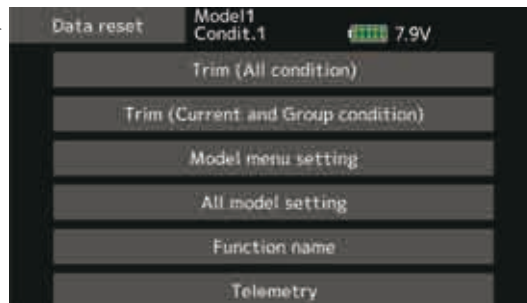 Data reset
Model1
Condit.1
7.9V
Trim (All condition)
Trim (Current and Group condition)
Model menu setting
All model setting
Function name
Telemetry